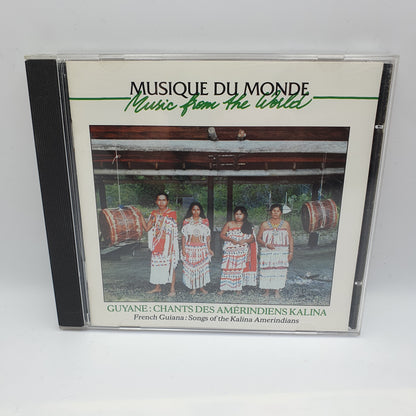 MUSIQUE DU MONDE
Music from the World
GUYANE : CHANTS DES AMÉRINDIENS KALINA
French Guiana : Songs of the Kalina Amerindians